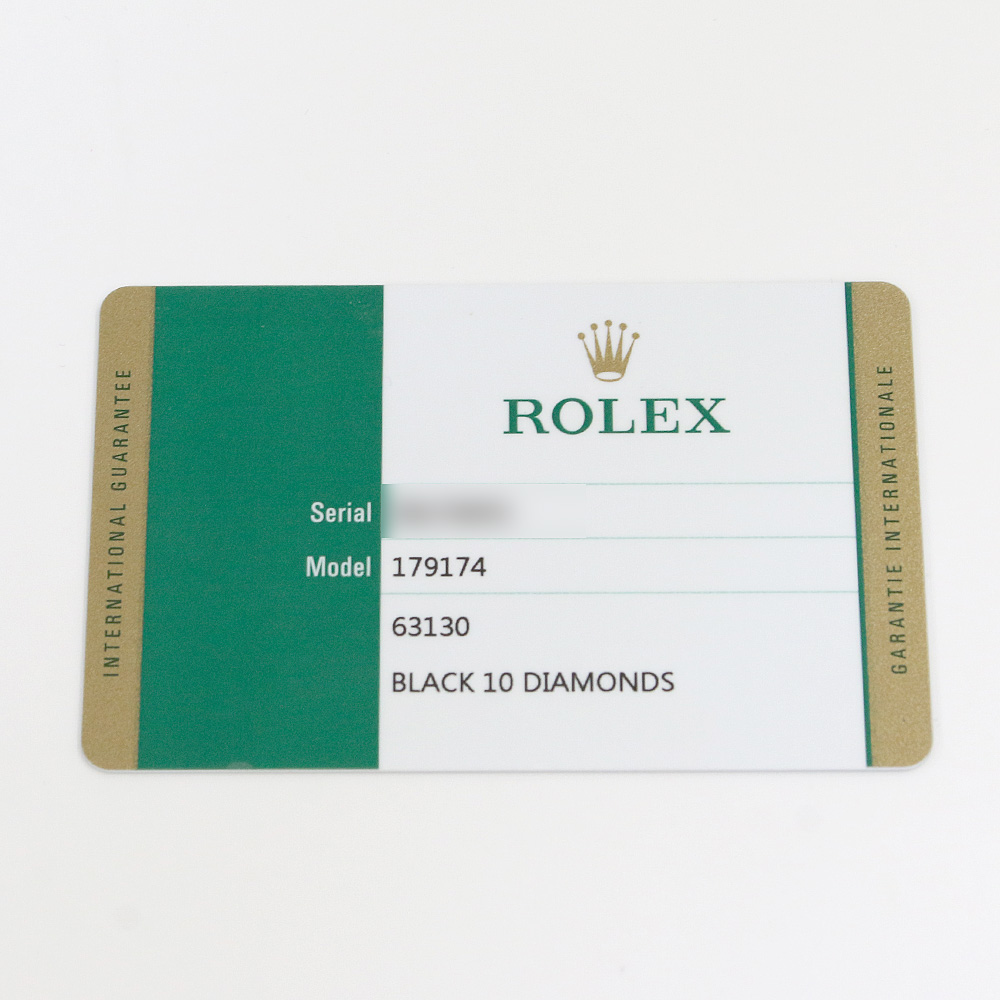 INTERNATIONAL GUARANTEE
ROLEX
Serial
Model 179174
63130
BLACK 10 DIAMONDS
GARANTIE INTERNATIONALE